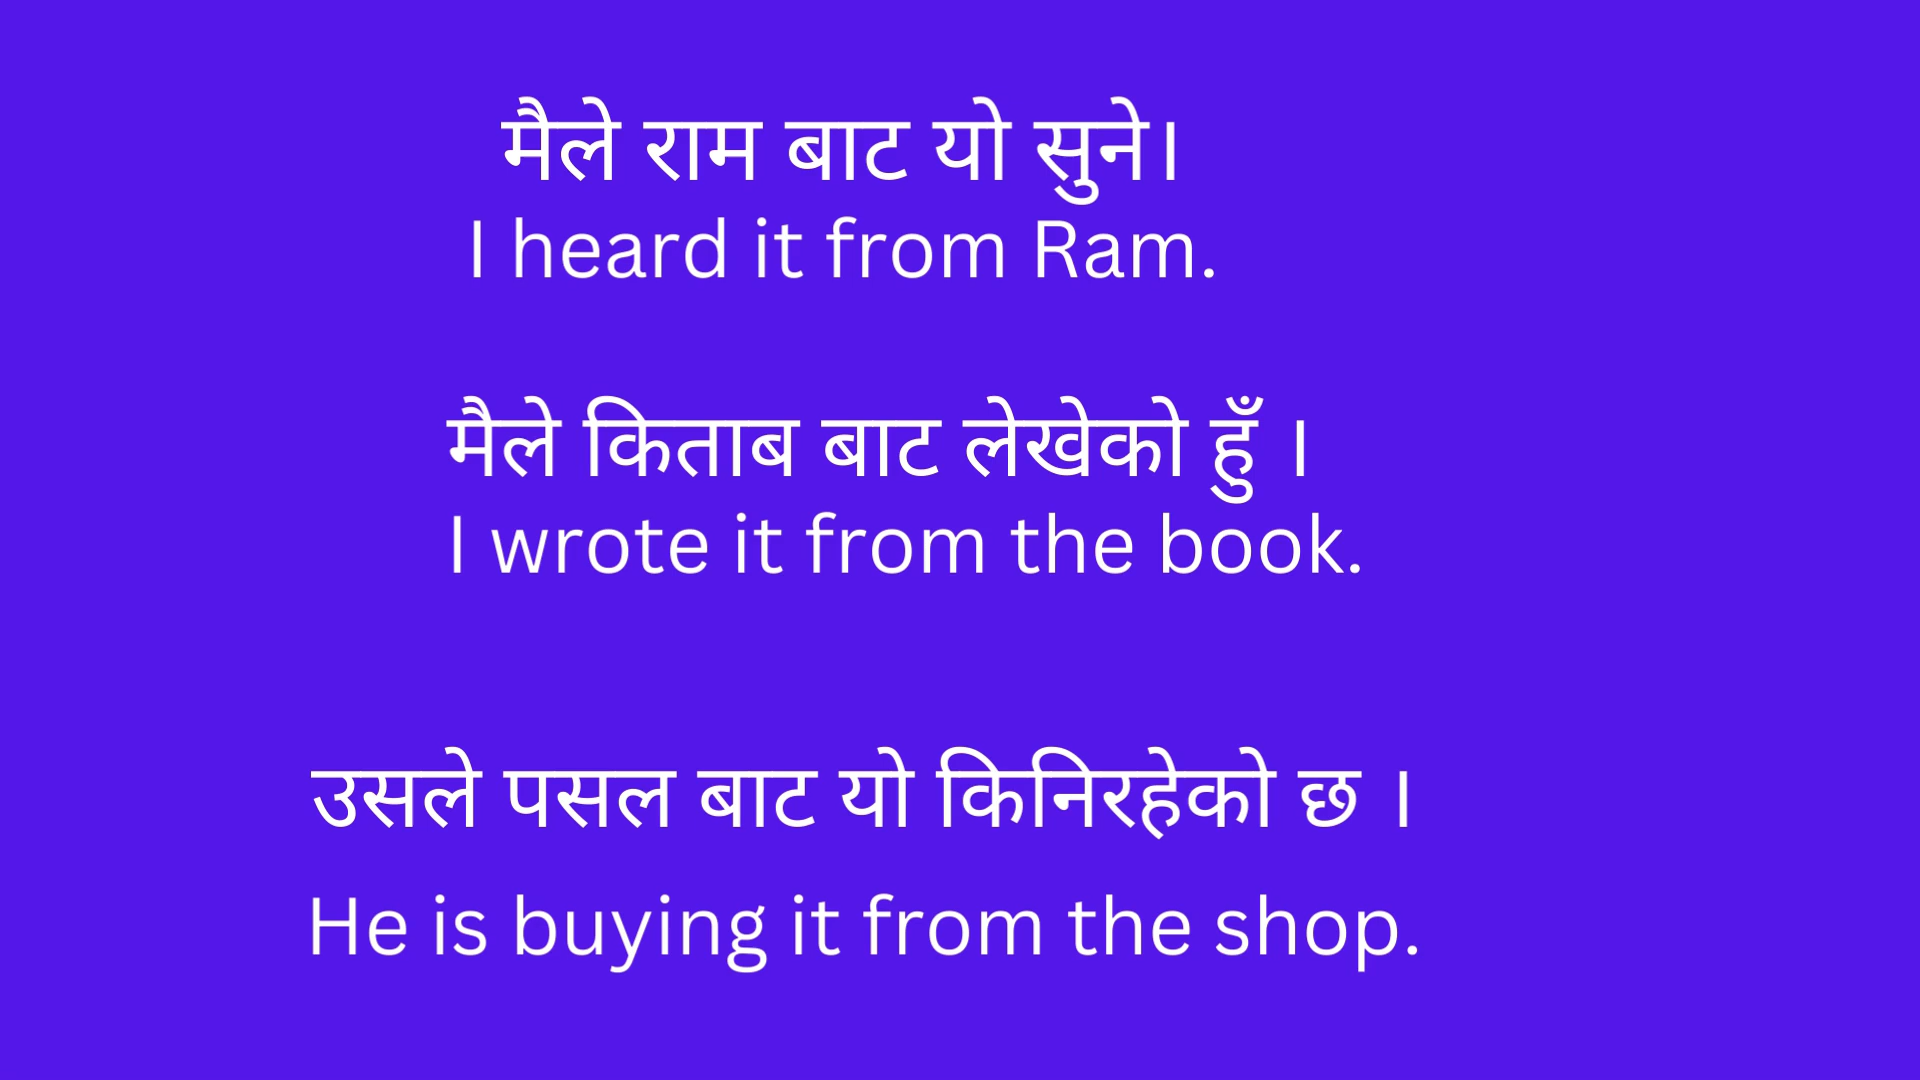 मैले राम बाट यो सुने।
I heard it from Ram.
मैले किताब बाट लेखेको हुँ ।
I wrote it from the book.
उसले पसल बाट यो किनिरहेको छ ।
He is buying it from the shop.